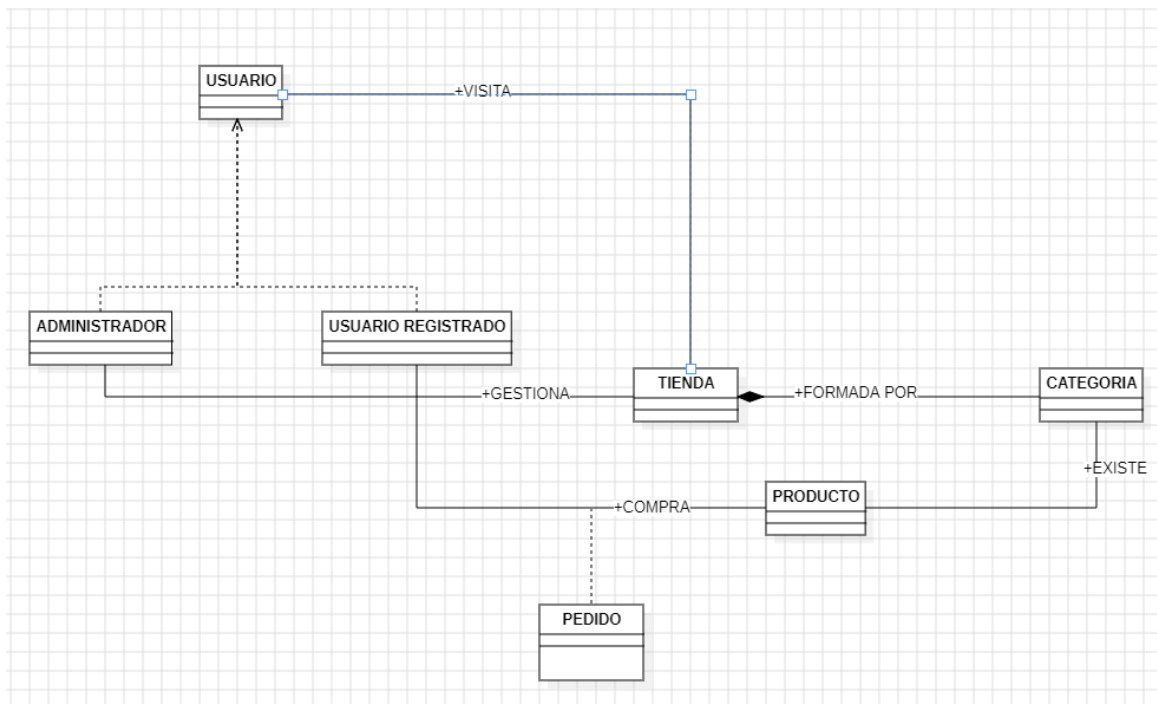 USUARIO
+VISITA
ADMINISTRADOR
USUARIO REGISTRADO
+GESTIONA
TIENDA
+FORMADA POR
CATEGORIA
+EXISTE
+COMPRA
PRODUCTO
PEDIDO